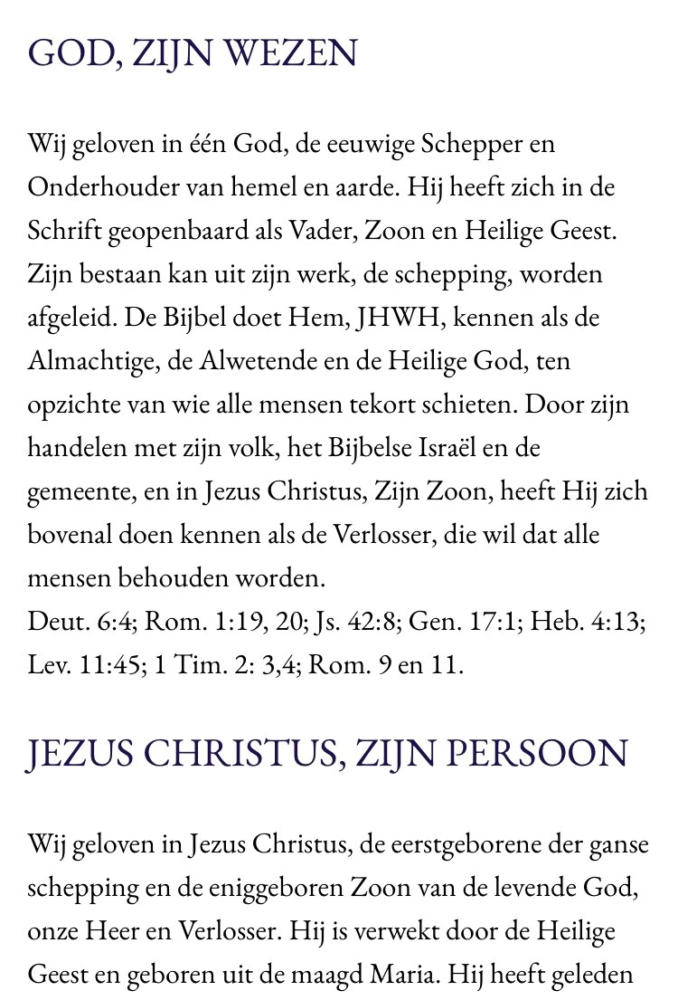 GOD, ZIJN WEZEN
Wij geloven in één God, de eeuwige Schepper en
Onderhouder van hemel en aarde. Hij heeft zich in de
Schrift geopenbaard als Vader, Zoon en Heilige Geest.
Zijn bestaan kan uit zijn werk, de schepping, worden
afgeleid. De Bijbel doet Hem, JHWH, kennen als de
Almachtige, de Alwetende en de Heilige God, ten
opzichte van wie alle mensen tekort schieten. Door zijn
handelen met zijn volk, het Bijbelse Israël en de
gemeente, en in Jezus Christus, Zijn Zoon, heeft Hij zich
bovenal doen kennen als de Verlosser, die wil dat alle
mensen behouden worden.
Deut. 6:4; Rom. 1:19, 20; Js. 42:8; Gen. 17:1; Heb. 4:13;
Lev. 11:45; 1 Tim. 2: 3,4; Rom. 9 en 11.
JEZUS CHRISTUS, ZIJN PERSOON
Wij geloven in Jezus Christus, de eerstgeborene der ganse
schepping en de eniggeboren Zoon van de levende God,
onze Heer en Verlosser. Hij is verwekt door de Heilige
Geest en geboren uit de maagd Maria. Hij heeft geleden